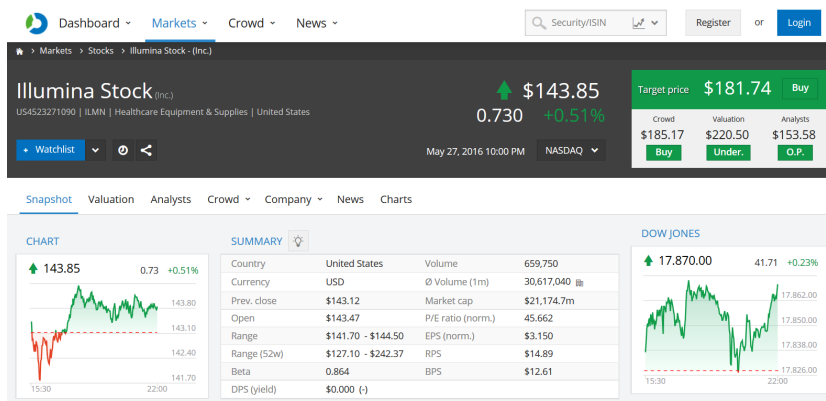 Dashboard Markets Crowd News Security/ISIN Register or Login
> Markets > Stocks > Illumina Stock - (Inc.)
Illumina Stock (Inc.)
US4523271090 | ILMN | Healthcare Equipment & Supplies | United States
+ Watchlist
$143.85
0.730 +0.51%
May 27, 2016 10:00 PM NASDAQ
Target price $181.74 Buy
Crowd Valuation Analysts
$185.17 $220.50 $153.58
Buy Under. O.P.
Snapshot Valuation Analysts Crowd Company News Charts
CHART
143.85 0.73 +0.51%
143.80
143.10
142.40
141.70
15:30 22:00
SUMMARY
Country United States Volume 659,750
Currency USD Ø Volume (1m) 30,617,040
Prev. close $143.12 Market cap $21,174.7m
Open $143.47 P/E ratio (norm.) 45.662
Range $141.70 - $144.50 EPS (norm.) $3.150
Range (52w) $127.10 - $242.37 RPS $14.89
Beta 0.864 BPS $12.61
DPS (yield) $0.000 (-)
DOW JONES
17.870.00 41.71 +0.23%
17,862.00
17,850.00
17,838.00
17,826.00
15:30 22:00